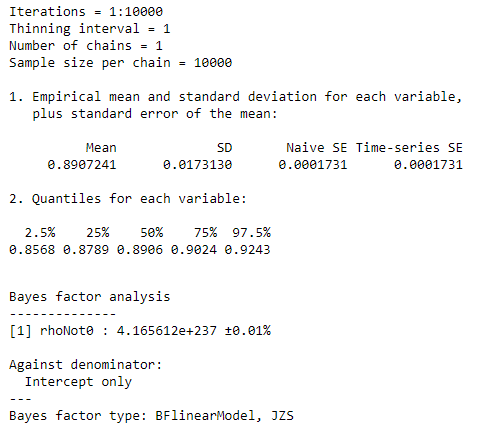 Iterations = 1:10000
Thinning interval = 1
Number of chains = 1
Sample size per chain = 10000
1. Empirical mean and standard deviation for each variable,
plus standard error of the mean:
Mean SD Naive SE Time-series SE
0.8907241 0.0173130 0.0001731 0.0001731
2. Quantiles for each variable:
2.5% 25% 50% 75% 97.5%
0.8568 0.8789 0.8906 0.9024 0.9243
Bayes factor analysis
--------------
[1] rhoNot0 : 4.165612e+237 ±0.01%
Against denominator:
Intercept only
---
Bayes factor type: BFlinearModel, JZS